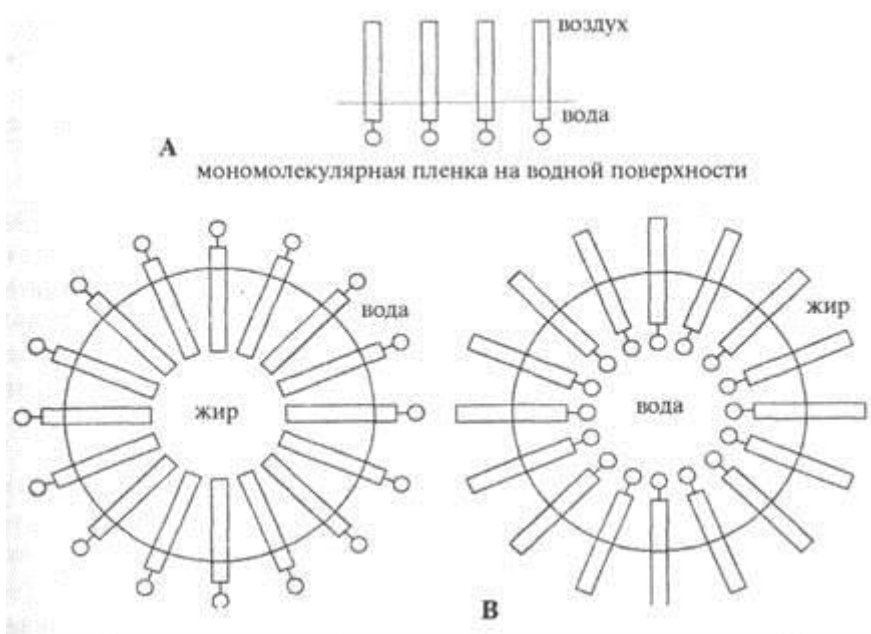 воздух
вода
А
мономолекулярная пленка на водной поверхности
вода
жир
жир
вода
В